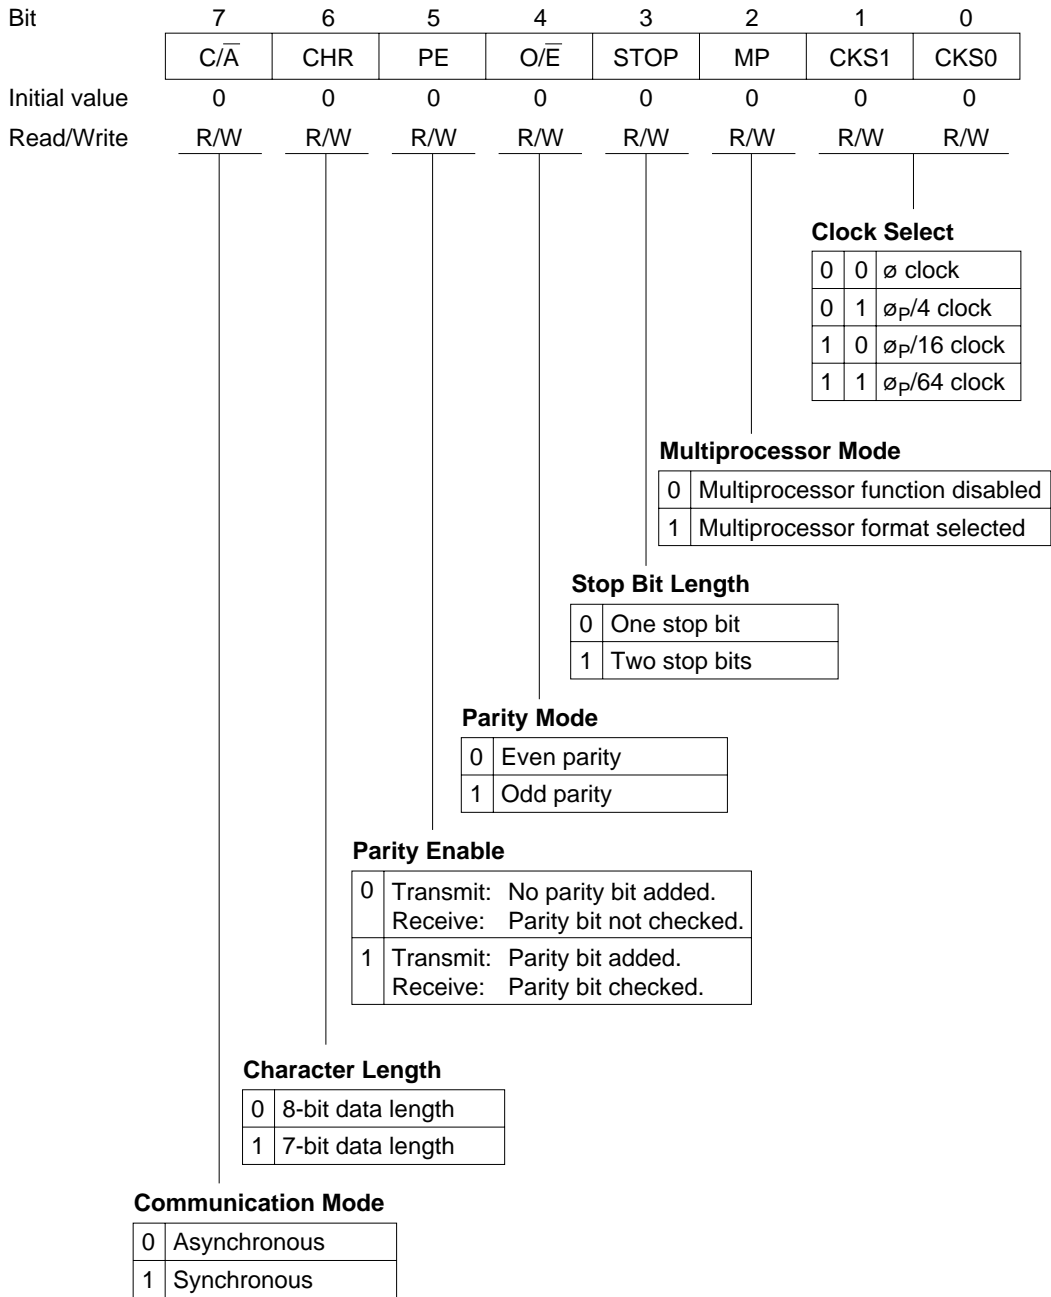 Bit 7 6 5 4 3 2 1 0
C/A̅ CHR PE O/E̅ STOP MP CKS1 CKS0
Initial value 0 0 0 0 0 0 0 0
Read/Write R/W R/W R/W R/W R/W R/W R/W R/W
Clock Select
0 0 ø clock
0 1 øP/4 clock
1 0 øP/16 clock
1 1 øP/64 clock
Multiprocessor Mode
0 Multiprocessor function disabled
1 Multiprocessor format selected
Stop Bit Length
0 One stop bit
1 Two stop bits
Parity Mode
0 Even parity
1 Odd parity
Parity Enable
0 Transmit: No parity bit added.
Receive: Parity bit not checked.
1 Transmit: Parity bit added.
Receive: Parity bit checked.
Character Length
0 8-bit data length
1 7-bit data length
Communication Mode
0 Asynchronous
1 Synchronous